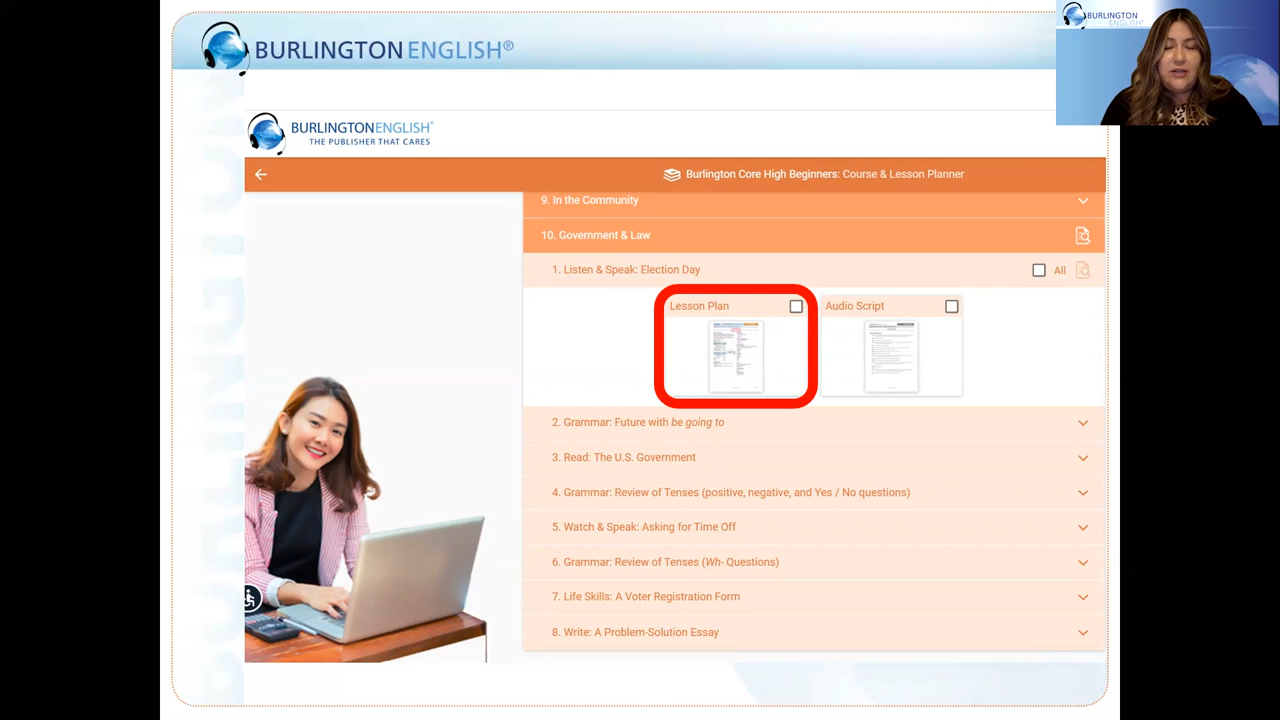 BURLINGTON ENGLISH®
BURLINGTON
ENGLISH®
BURLINGTONENGLISH®
THE PUBLISHER THAT CARES
Burlington Core High Beginners: Course & Lesson Planner
9. In the Community
10. Government & Law
1. Listen & Speak: Election Day
All
Lesson Plan
Audio Script
2. Grammar: Future with be going to
3. Read: The U.S. Government
4. Grammar: Review of Tenses (positive, negative, and Yes / No questions)
5. Watch & Speak: Asking for Time Off
6. Grammar: Review of Tenses (Wh- Questions)
7. Life Skills: A Voter Registration Form
8. Write: A Problem-Solution Essay